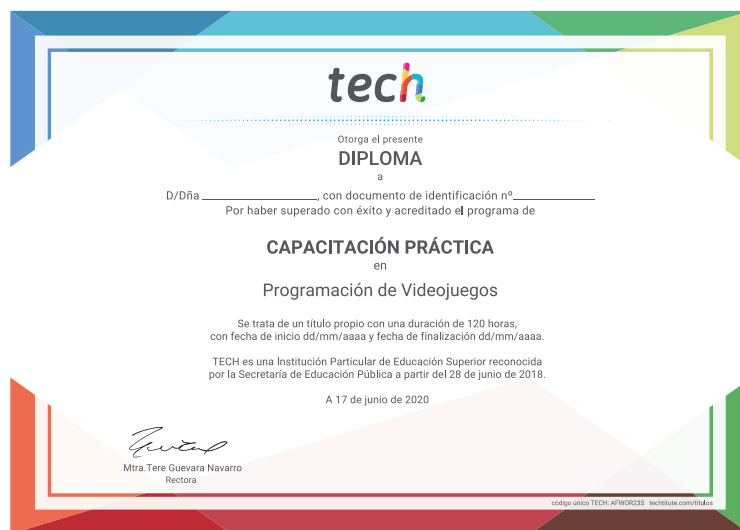 tech
Otorga el presente
DIPLOMA
a
D/Dña ____________________, con documento de identificación nº______________
Por haber superado con éxito y acreditado el programa de
CAPACITACIÓN PRÁCTICA
en
Programación de Videojuegos
Se trata de un título propio con una duración de 120 horas,
con fecha de inicio dd/mm/aaaa y fecha de finalización dd/mm/aaaa.
TECH es una Institución Particular de Educación Superior reconocida
por la Secretaría de Educación Pública a partir del 28 de junio de 2018.
A 17 de junio de 2020
Mtra.Tere Guevara Navarro
Rectora
código único TECH: AFWOR23S techtitute.com/titulos